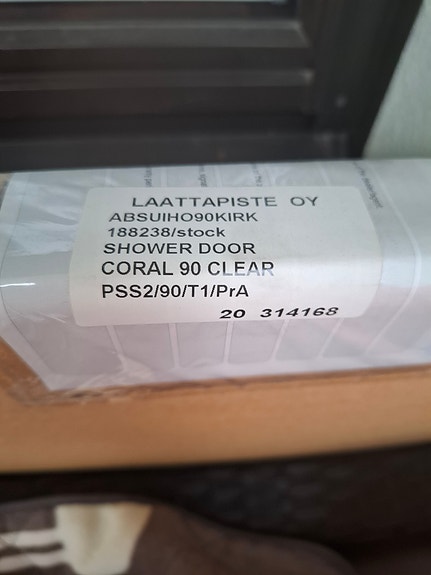 LAATTAPISTE OY
ABSUIHO90KIRK
188238/stock
SHOWER DOOR
CORAL 90 CLEAR
PSS2/90/T1/PrA
20 314168